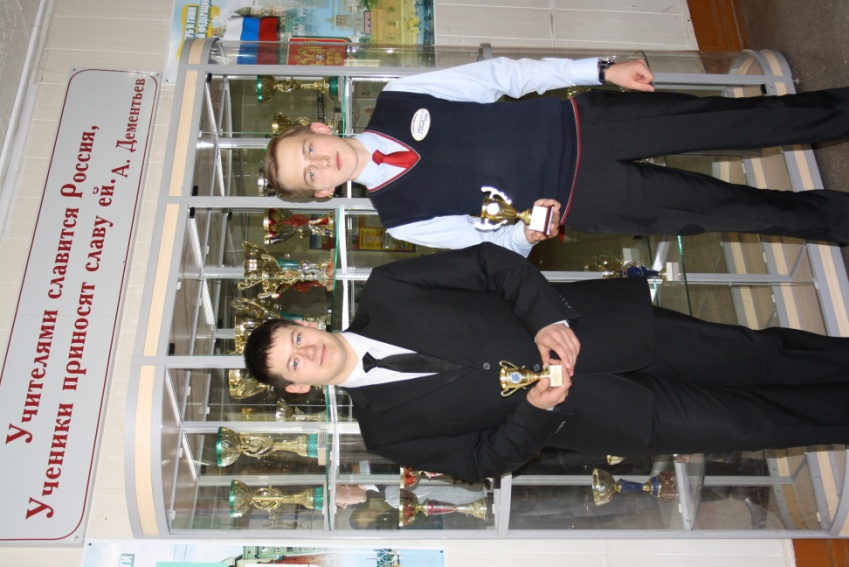 Учителями славится Россия,
Ученики приносят славу ей.
А. Дементьев